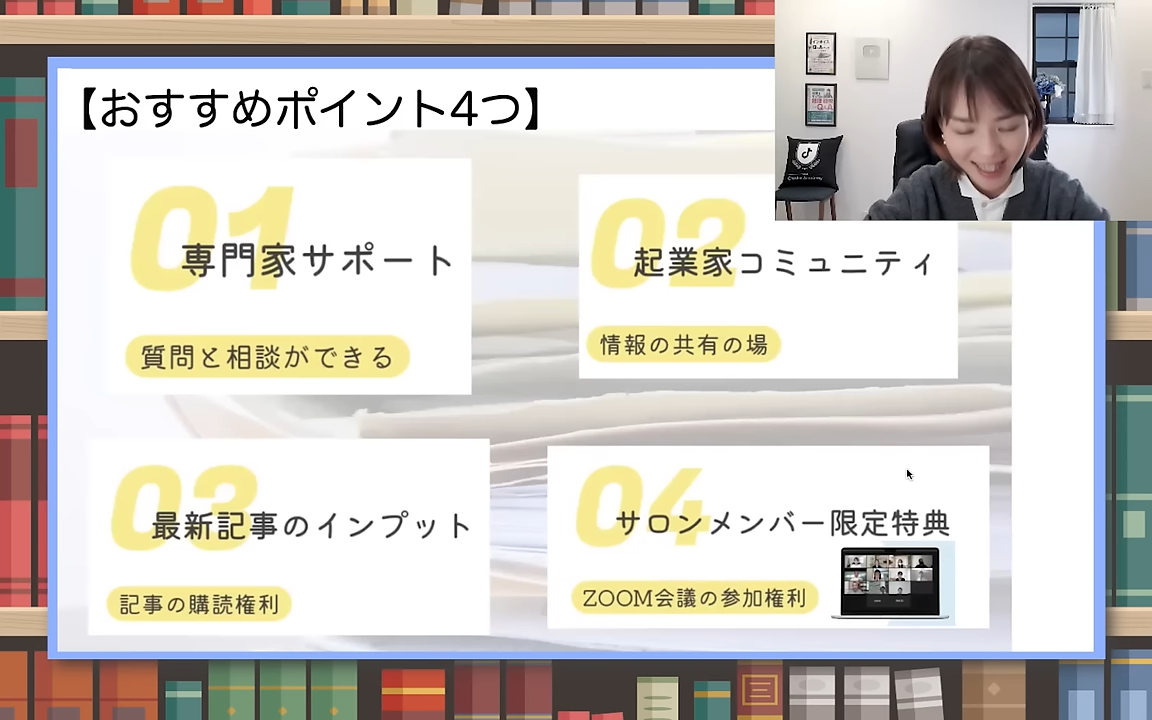 【おすすめポイント4つ】
01
専門家サポート
質問と相談ができる
02
起業家コミュニティ
情報の共有の場
03
最新記事のインプット
記事の購読権利
04
サロンメンバー限定特典
ZOOM会議の参加権利
Q&A
Q&A